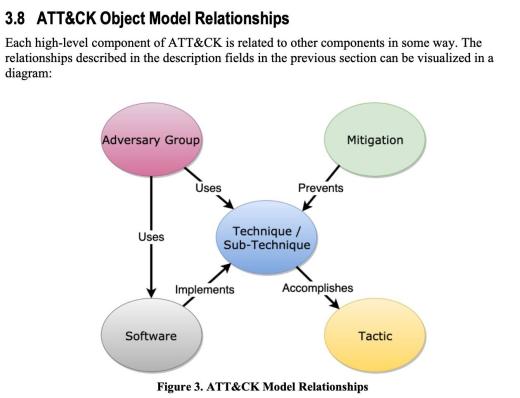 3.8 ATT&CK Object Model Relationships
Each high-level component of ATT&CK is related to other components in some way. The
relationships described in the description fields in the previous section can be visualized in a
diagram:
Adversary Group
Mitigation
Uses
Prevents
Uses
Technique /
Sub-Technique
Implements
Accomplishes
Software
Tactic
Figure 3. ATT&CK Model Relationships